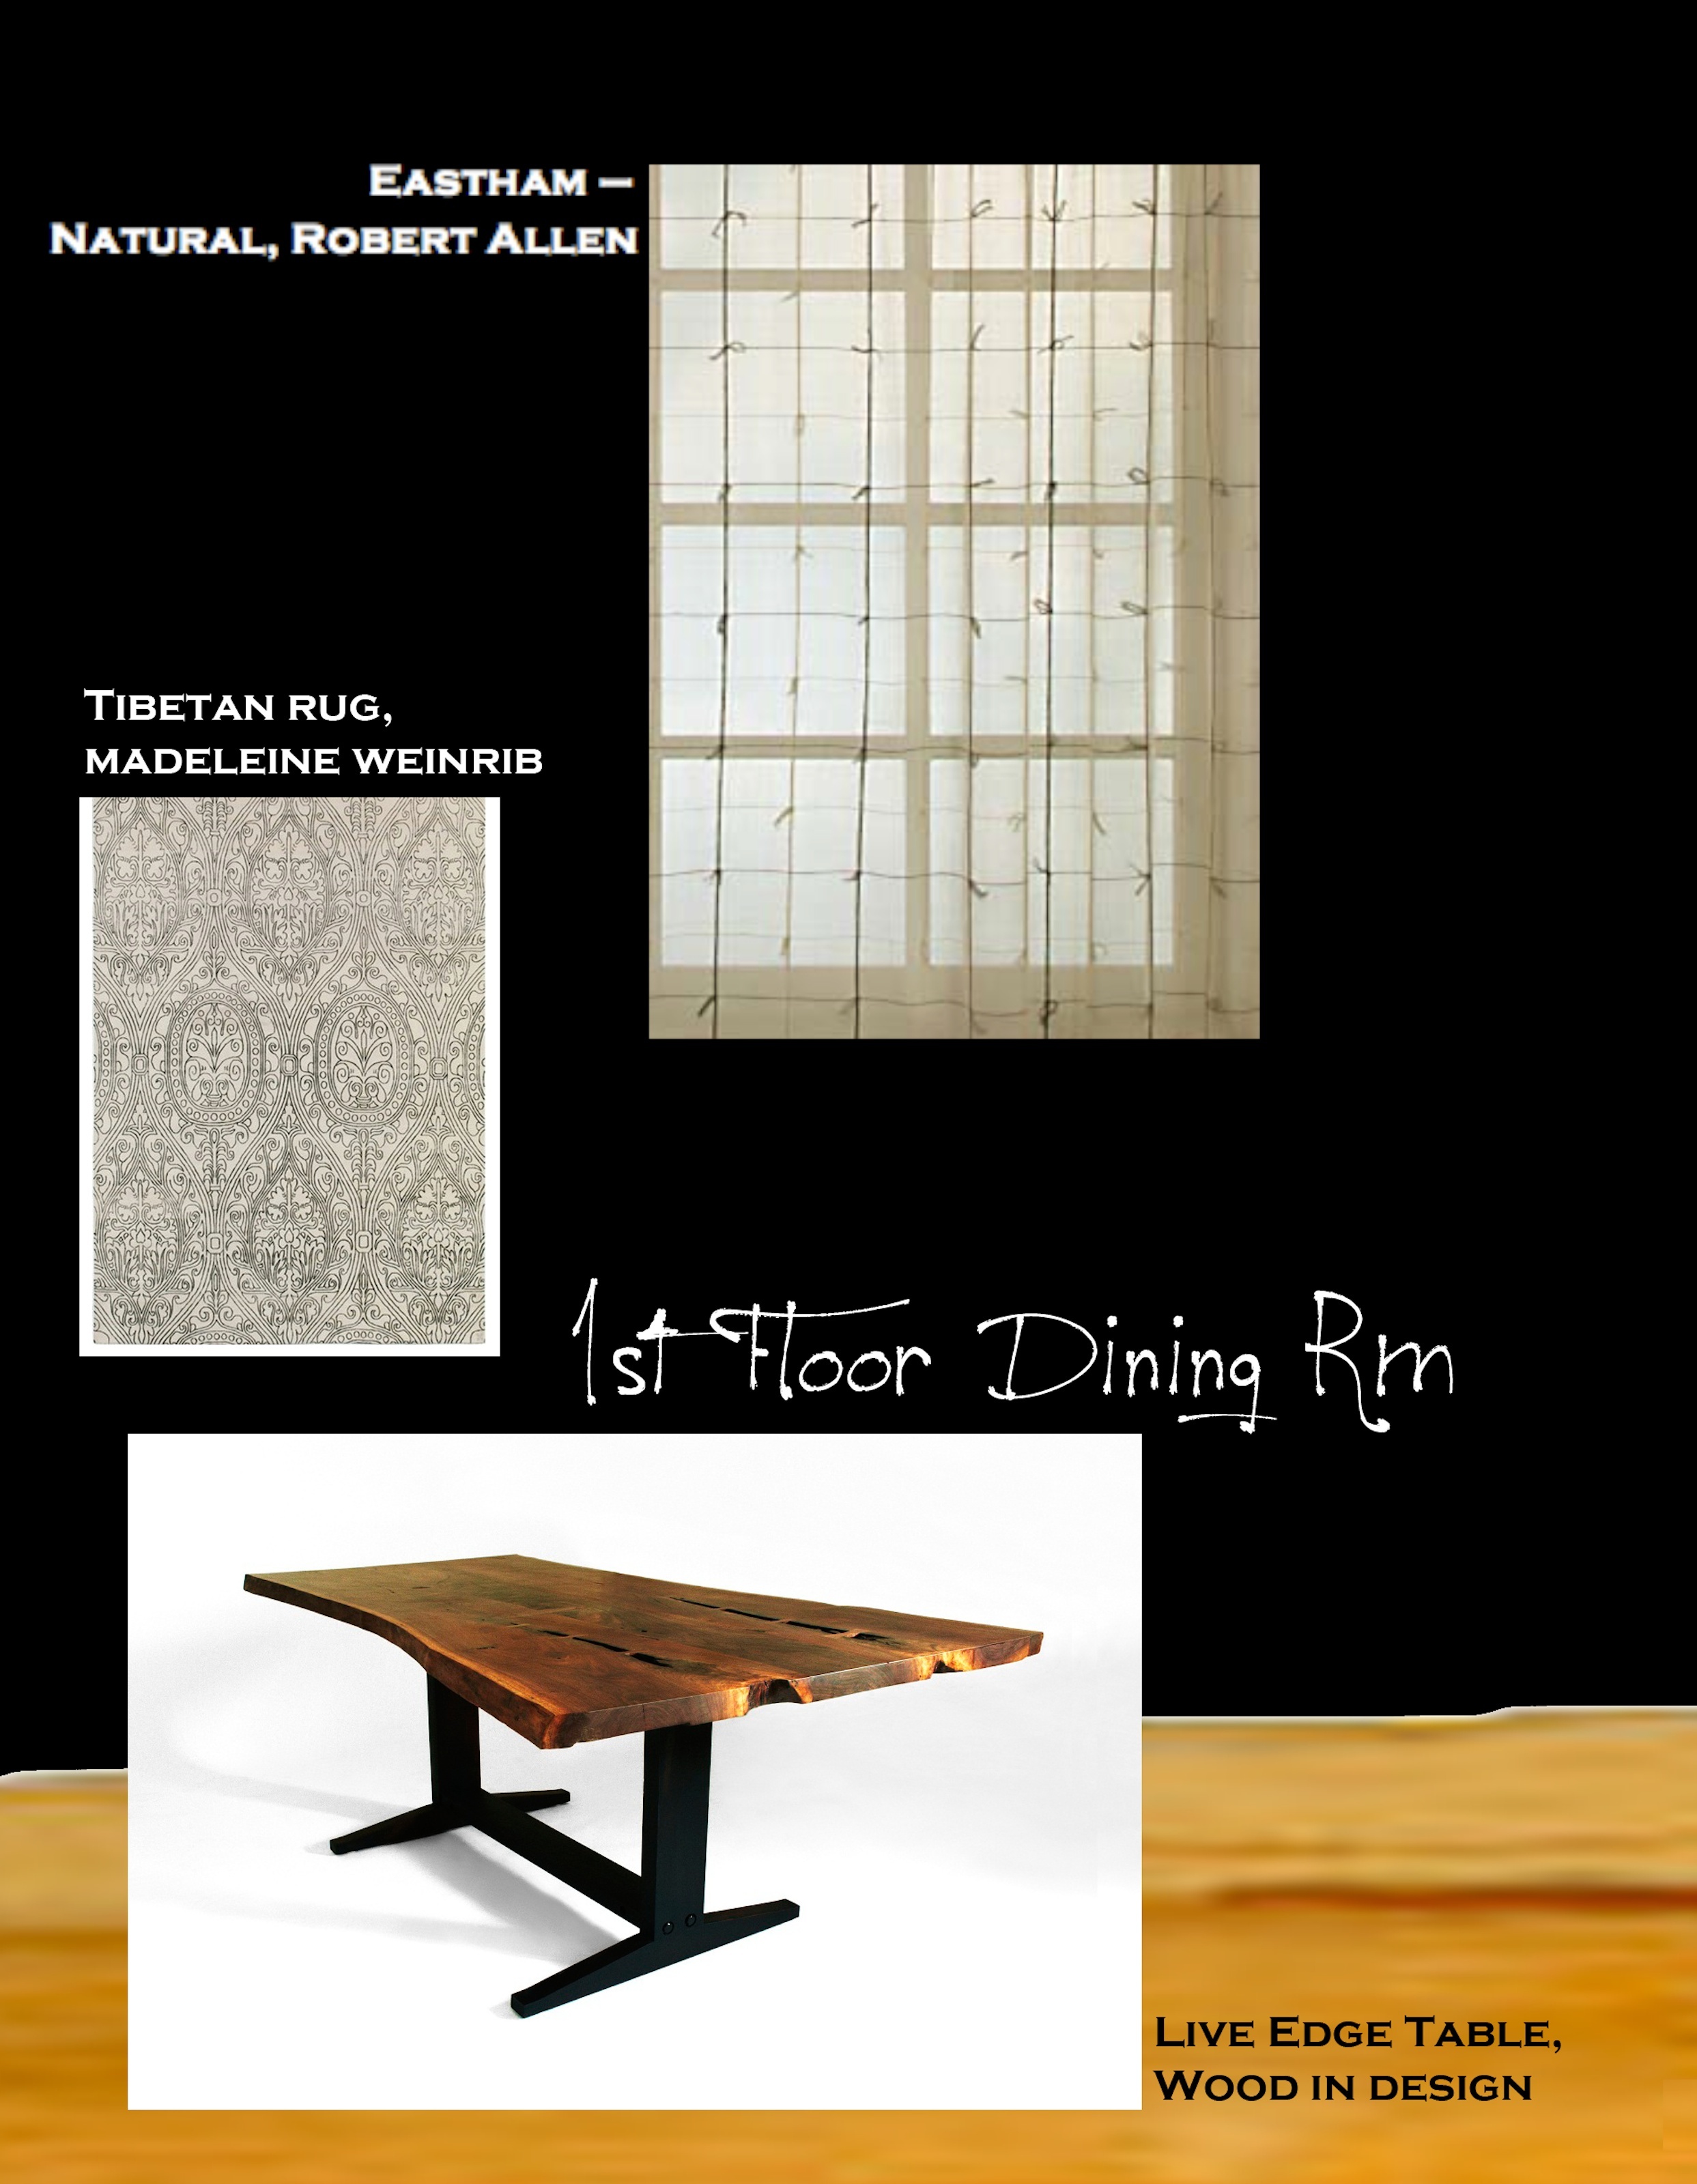 Eastham –
Natural, Robert Allen
Tibetan rug,
madeleine weinrib
1st Floor Dining Rm
Live Edge Table,
Wood in design